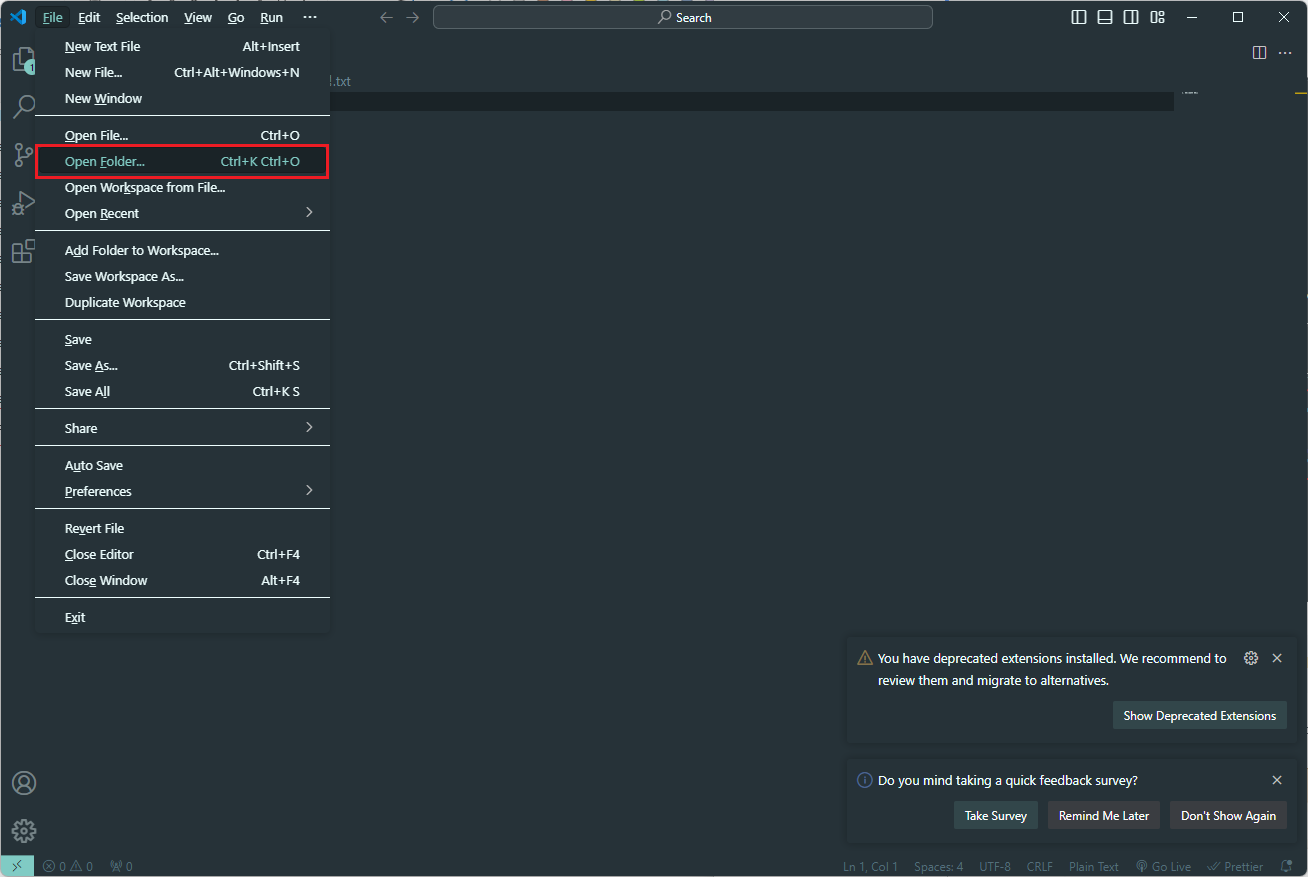 File Edit Selection View Go Run ···
Search
New Text File Alt+Insert
New File... Ctrl+Alt+Windows+N
New Window
.txt
Open File... Ctrl+O
Open Folder... Ctrl+K Ctrl+O
Open Workspace from File...
Open Recent
Add Folder to Workspace...
Save Workspace As...
Duplicate Workspace
Save
Save As... Ctrl+Shift+S
Save All Ctrl+K S
Share
Auto Save
Preferences
Revert File
Close Editor Ctrl+F4
Close Window Alt+F4
Exit
1
You have deprecated extensions installed. We recommend to
review them and migrate to alternatives.
Show Deprecated Extensions
Do you mind taking a quick feedback survey?
Take Survey Remind Me Later Don't Show Again
0 0 0 Ln 1, Col 1 Spaces: 4 UTF-8 CRLF Plain Text Go Live Prettier